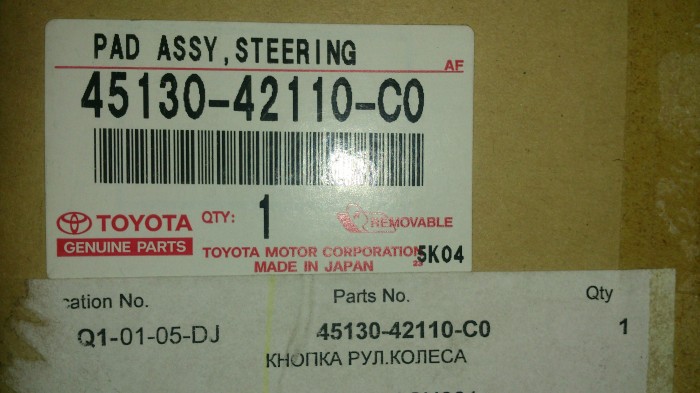 PAD ASSY,STEERING
AF
45130-42110-C0
TOYOTA
GENUINE PARTS
QTY: 1
REMOVABLE
TOYOTA MOTOR CORPORATION 5K04
MADE IN JAPAN 23
cation No. Parts No. Qty
Q1-01-05-DJ 45130-42110-C0 1
КНОПКА РУЛ.КОЛЕСА